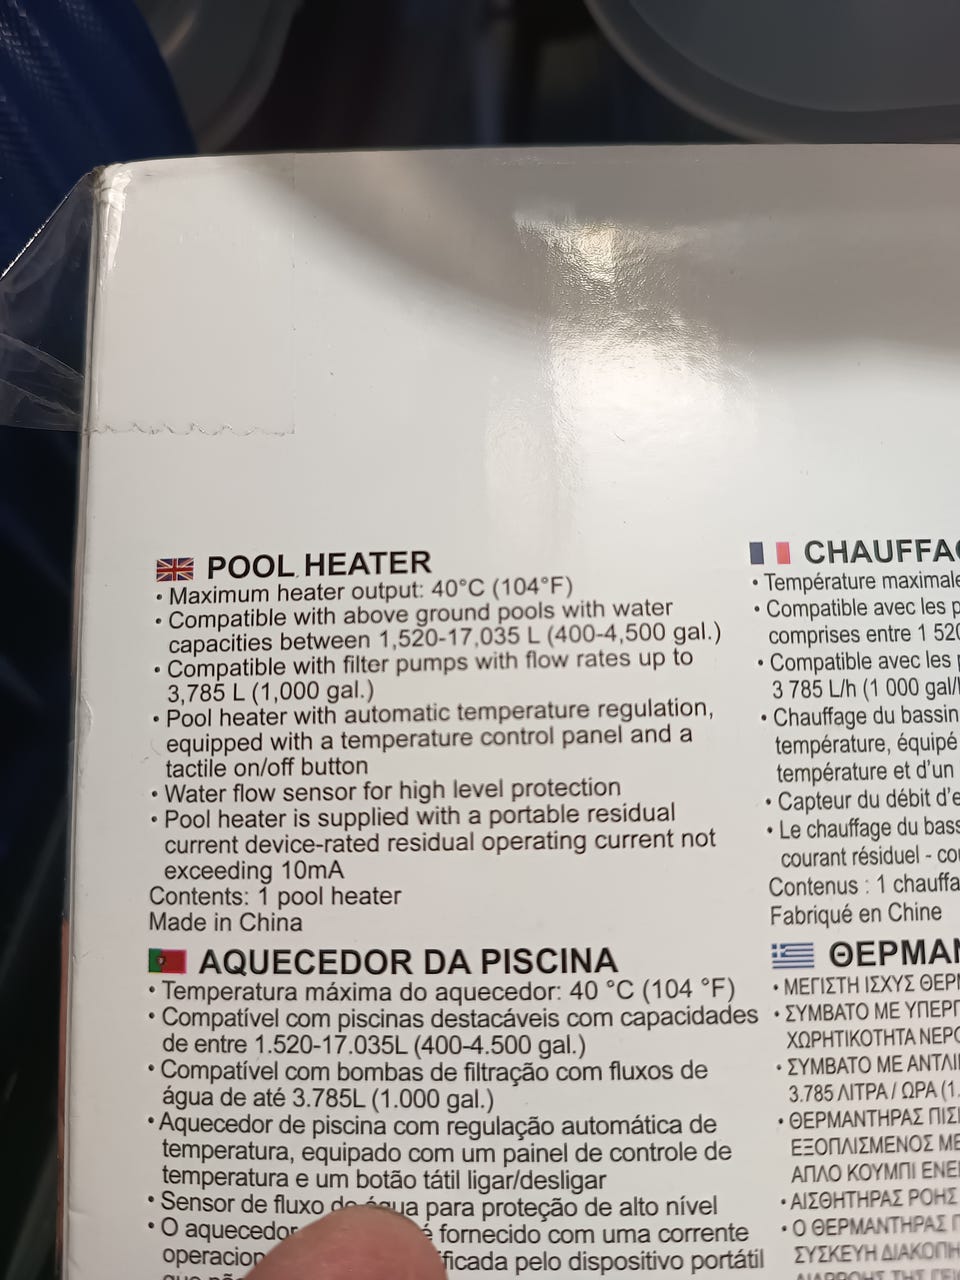 POOL HEATER
• Maximum heater output: 40°C (104°F)
• Compatible with above ground pools with water
capacities between 1,520-17,035 L (400-4,500 gal.)
• Compatible with filter pumps with flow rates up to
3,785 L (1,000 gal.)
• Pool heater with automatic temperature regulation,
equipped with a temperature control panel and a
tactile on/off button
• Water flow sensor for high level protection
• Pool heater is supplied with a portable residual
current device-rated residual operating current not
exceeding 10mA
Contents: 1 pool heater
Made in China
AQUECEDOR DA PISCINA
• Temperatura máxima do aquecedor: 40 °C (104 °F)
• Compatível com piscinas destacáveis com capacidades
de entre 1.520-17.035L (400-4.500 gal.)
• Compatível com bombas de filtração com fluxos de
água de até 3.785L (1.000 gal.)
• Aquecedor de piscina com regulação automática de
temperatura, equipado com um painel de controle de
temperatura e um botão tátil ligar/desligar
• Sensor de fluxo de água para proteção de alto nível
• O aquecedor é fornecido com uma corrente
pelo dispositivo portátil
CHAUFFA
• Température maximale
• Compatible avec les p
comprises entre 1 520
• Compatible avec les
3 785 L/h (1 000 gal/
• Chauffage du bassin
température, équipé
température et d'un
• Capteur du débit d'e
• Le chauffage du bass
courant résiduel - co
Contenus : 1 chauffa
Fabriqué en Chine
ΘΕΡΜΑΝ
• ΜΕΓΙΣΤΗ ΙΣΧΥΣ ΘΕΡ
• ΣΥΜΒΑΤΟ ΜΕ ΥΠΕΡΓ
ΧΩΡΗΤΙΚΟΤΗΤΑ ΝΕΡΟ
• ΣΥΜΒΑΤΟ ΜΕ ΑΝΤΛΙ
3.785 ΛΙΤΡΑ / ΩΡΑ (1.
• ΘΕΡΜΑΝΤΗΡΑΣ ΠΙΣ
ΕΞΟΠΛΙΣΜΕΝΟΣ ΜΕ
ΑΠΛΟ ΚΟΥΜΠΙ ΕΝΕ
• ΑΙΣΘΗΤΗΡΑΣ ΡΟΗΣ
• Ο ΘΕΡΜΑΝΤΗΡΑΣ Π
ΣΥΣΚΕΥΗ ΔΙΑΚΟΠΗ